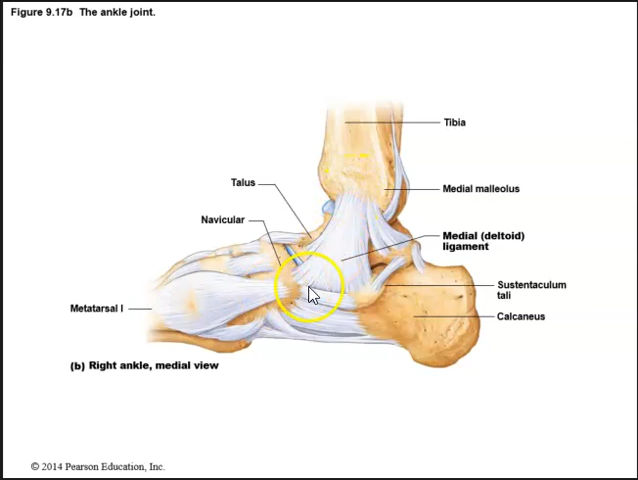 Figure 9.17b  The ankle joint.
Tibia
Talus
Medial malleolus
Navicular
Medial (deltoid)
ligament
Sustentaculum
tali
Metatarsal I
Calcaneus
(b) Right ankle, medial view
© 2014 Pearson Education, Inc.